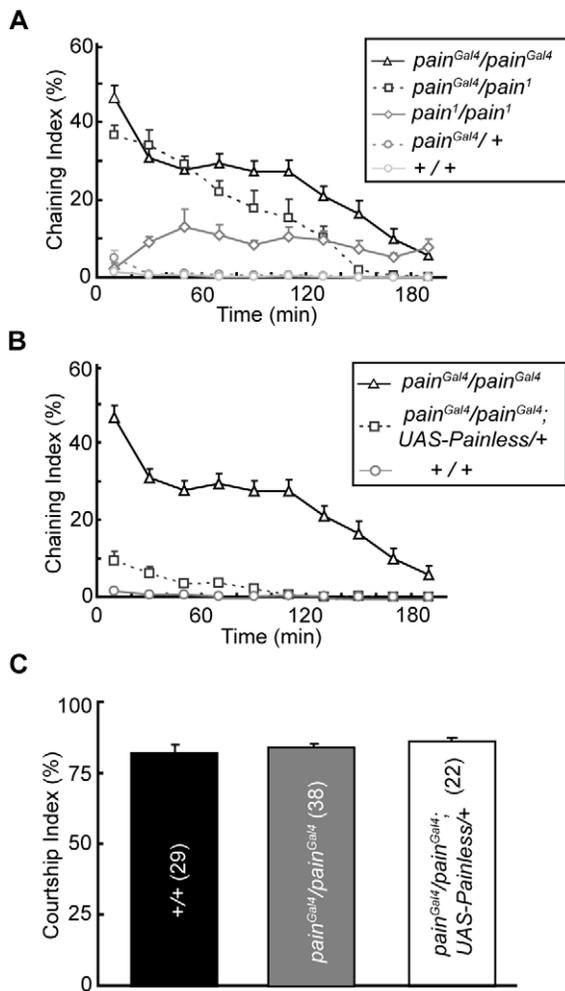 A
60
40
20
0
Chaining Index (%)
pain^Gal4/pain^Gal4
pain^Gal4/pain^1
pain^1/pain^1
pain^Gal4/ +
+ / +
0 60 120 180
Time (min)
B
60
40
20
0
Chaining Index (%)
pain^Gal4/pain^Gal4
pain^Gal4/pain^Gal4;
UAS-Painless/+
+ / +
0 60 120 180
Time (min)
C
100
75
50
25
0
Courtship Index (%)
+/+ (29)
pain^Gal4/pain^Gal4 (38)
pain^Gal4/pain^Gal4; (22)
UAS-Painless/+